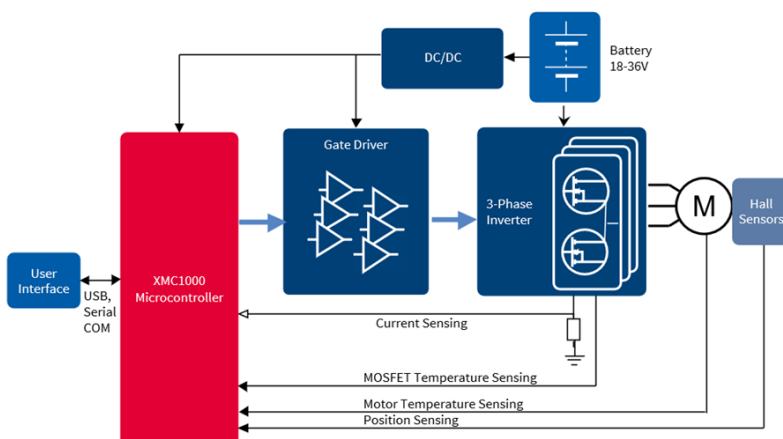 DC/DC
Battery
18-36V
Gate Driver
3-Phase
Inverter
M
Hall
Sensors
User
Interface
USB,
Serial
COM
XMC1000
Microcontroller
Current Sensing
MOSFET Temperature Sensing
Motor Temperature Sensing
Position Sensing